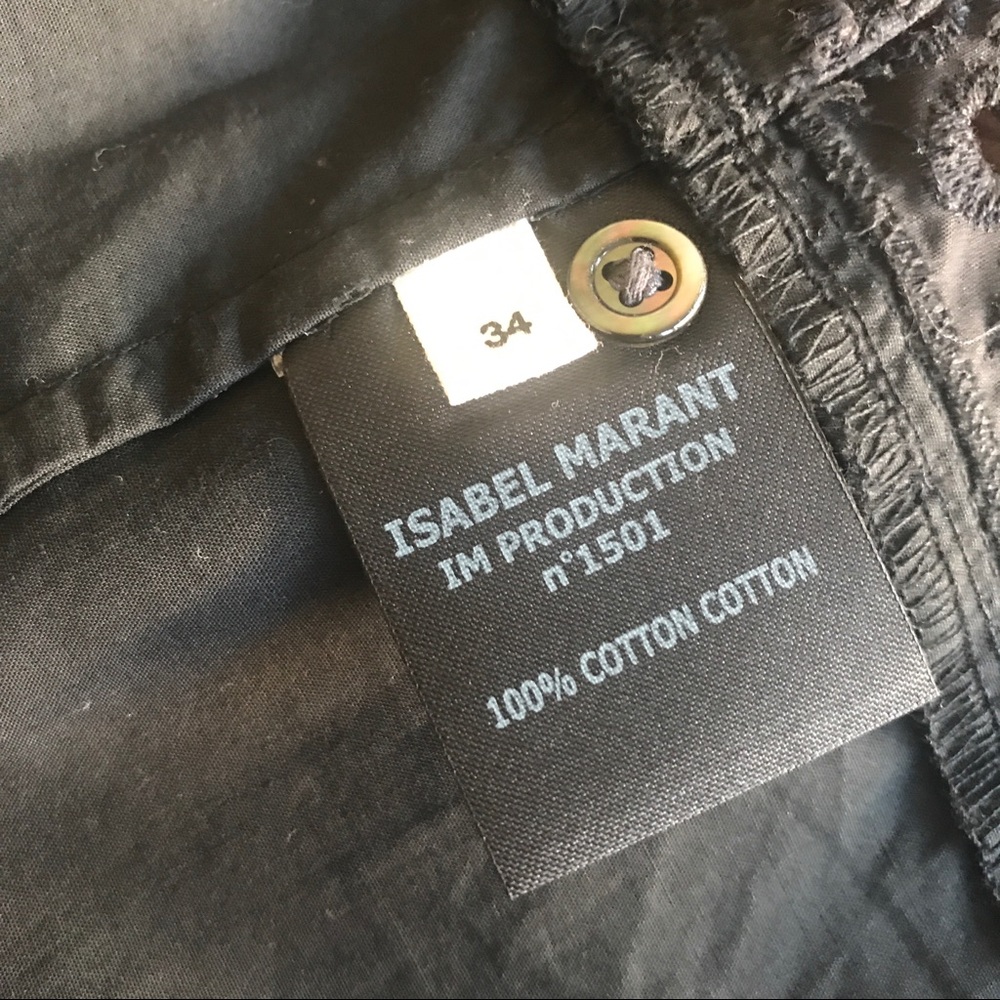 34
ISABEL MARANT
IM PRODUCTION
n°1501
100% COTTON COTTON